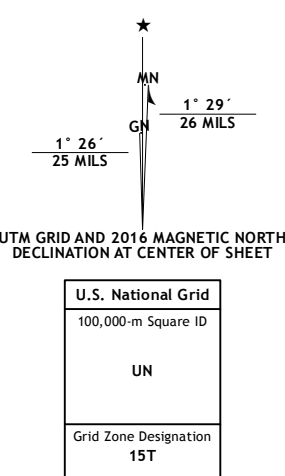 ★
MN
GN
1° 29´
26 MILS
1° 26´
25 MILS
UTM GRID AND 2016 MAGNETIC NORTH
DECLINATION AT CENTER OF SHEET
U.S. National Grid
100,000-m Square ID
UN
Grid Zone Designation
15T